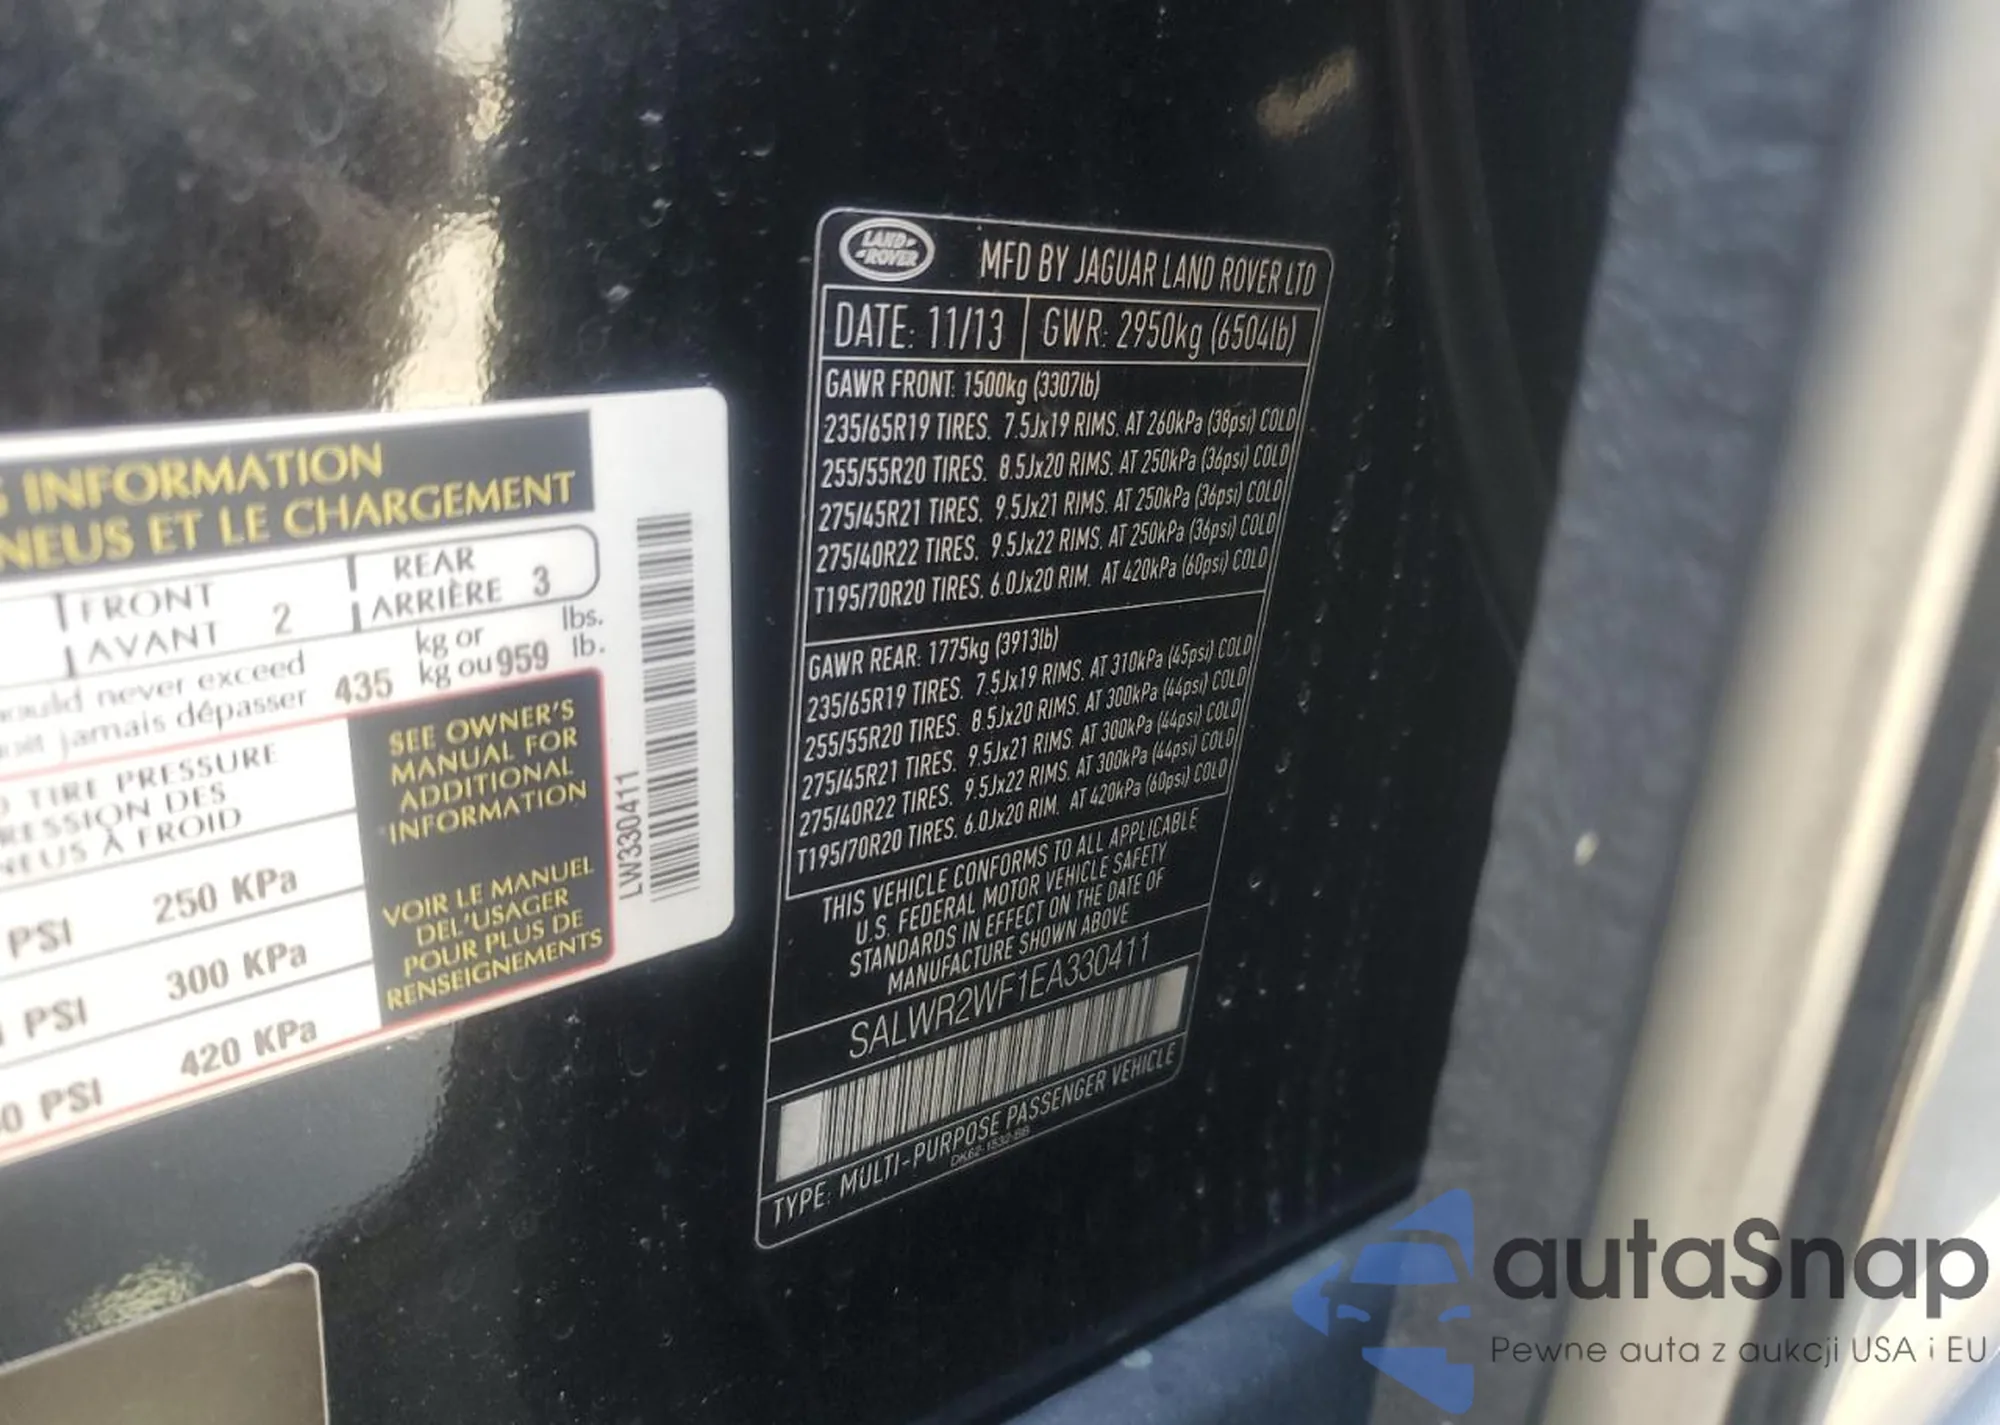 INFORMATION
NEUS ET LE CHARGEMENT
FRONT
AVANT 2
REAR
ARRIÈRE 3
never exceed
jamais dépasser 435
kg or
kg ou 959
lbs.
lb.
TIRE PRESSURE
DES
À FROID
PSI 250 KPa
PSI 300 KPa
PSI 420 KPa
SEE OWNER'S
MANUAL FOR
ADDITIONAL
INFORMATION
VOIR LE MANUEL
DEL'USAGER
POUR PLUS DE
RENSEIGNEMENTS
LW330411
LAND
ROVER
MFD BY JAGUAR LAND ROVER LTD
DATE: 11/13 GWR: 2950kg (6504lb)
GAWR FRONT: 1500kg (3307lb)
235/65R19 TIRES. 7.5Jx19 RIMS. AT 260kPa (38psi) COLD
255/55R20 TIRES. 8.5Jx20 RIMS. AT 250kPa (36psi) COLD
275/45R21 TIRES. 9.5Jx21 RIMS. AT 250kPa (36psi) COLD
275/40R22 TIRES. 9.5Jx22 RIMS. AT 250kPa (36psi) COLD
T195/70R20 TIRES. 6.0Jx20 RIM. AT 420kPa (60psi) COLD
GAWR REAR: 1775kg (3913lb)
235/65R19 TIRES. 7.5Jx19 RIMS. AT 310kPa (45psi) COLD
255/55R20 TIRES. 8.5Jx20 RIMS. AT 300kPa (44psi) COLD
275/45R21 TIRES. 9.5Jx21 RIMS. AT 300kPa (44psi) COLD
275/40R22 TIRES. 9.5Jx22 RIMS. AT 300kPa (44psi) COLD
T195/70R20 TIRES. 6.0Jx20 RIM. AT 420kPa (60psi) COLD
THIS VEHICLE CONFORMS TO ALL APPLICABLE
U.S. FEDERAL MOTOR VEHICLE SAFETY
STANDARDS IN EFFECT ON THE DATE OF
MANUFACTURE SHOWN ABOVE
SALWR2WF1EA330411
TYPE: MULTI-PURPOSE PASSENGER VEHICLE
DK62-1532-BB
autaSnap
Pewne auta z aukcji USA i EU